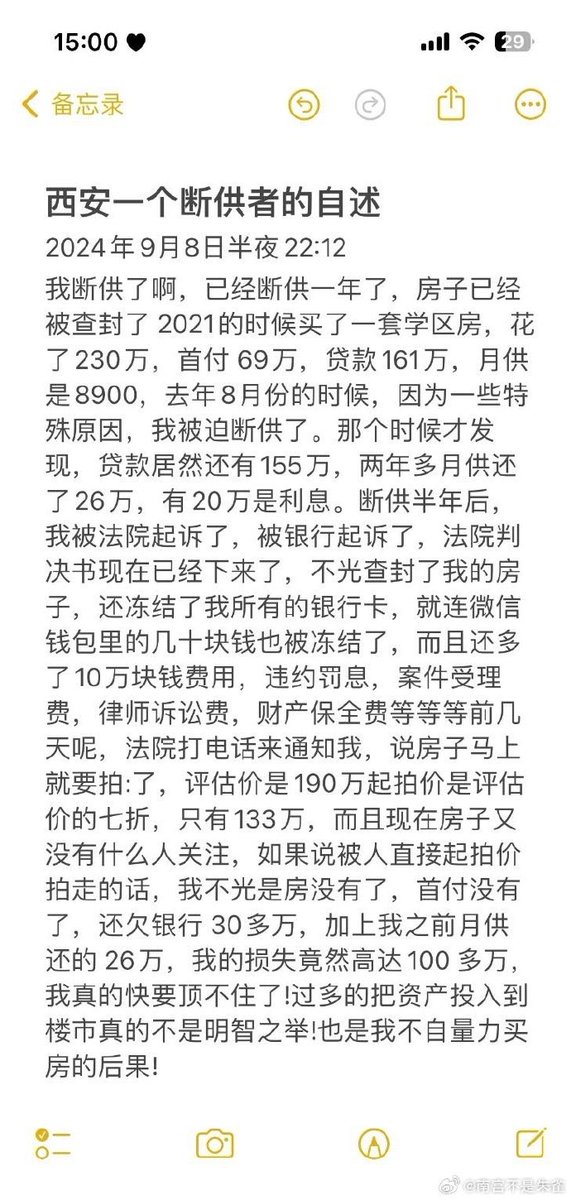 15:00
29
备忘录
西安一个断供者的自述
2024年9月8日半夜22:12
我断供了啊，已经断供一年了，房子已经
被查封了 2021的时候买了一套学区房，花
了230万，首付 69万，贷款161万，月供
是8900，去年8月份的时候，因为一些特
殊原因，我被迫断供了。那个时候才发
现，贷款居然还有155万，两年多月供还
了26万，有20万是利息。断供半年后，
我被法院起诉了，被银行起诉了，法院判
决书现在已经下来了，不光查封了我的房
子，还冻结了我所有的银行卡，就连微信
钱包里的几十块钱也被冻结了，而且还多
了10万块钱费用，违约罚息，案件受理
费，律师诉讼费，财产保全费等等等前几
天呢，法院打电话来通知我，说房子马上
就要拍:了，评估价是190万起拍价是评估
价的七折，只有133万，而且现在房子又
没有什么人关注，如果说被人直接起拍价
拍走的话，我不光是房没有了，首付没有
了，还欠银行 30多万，加上我之前月供
还的 26万，我的损失竟然高达100 多万，
我真的快要顶不住了!过多的把资产投入到
楼市真的不是明智之举!也是我不自量力买
房的后果!
@南宫不是朱雀